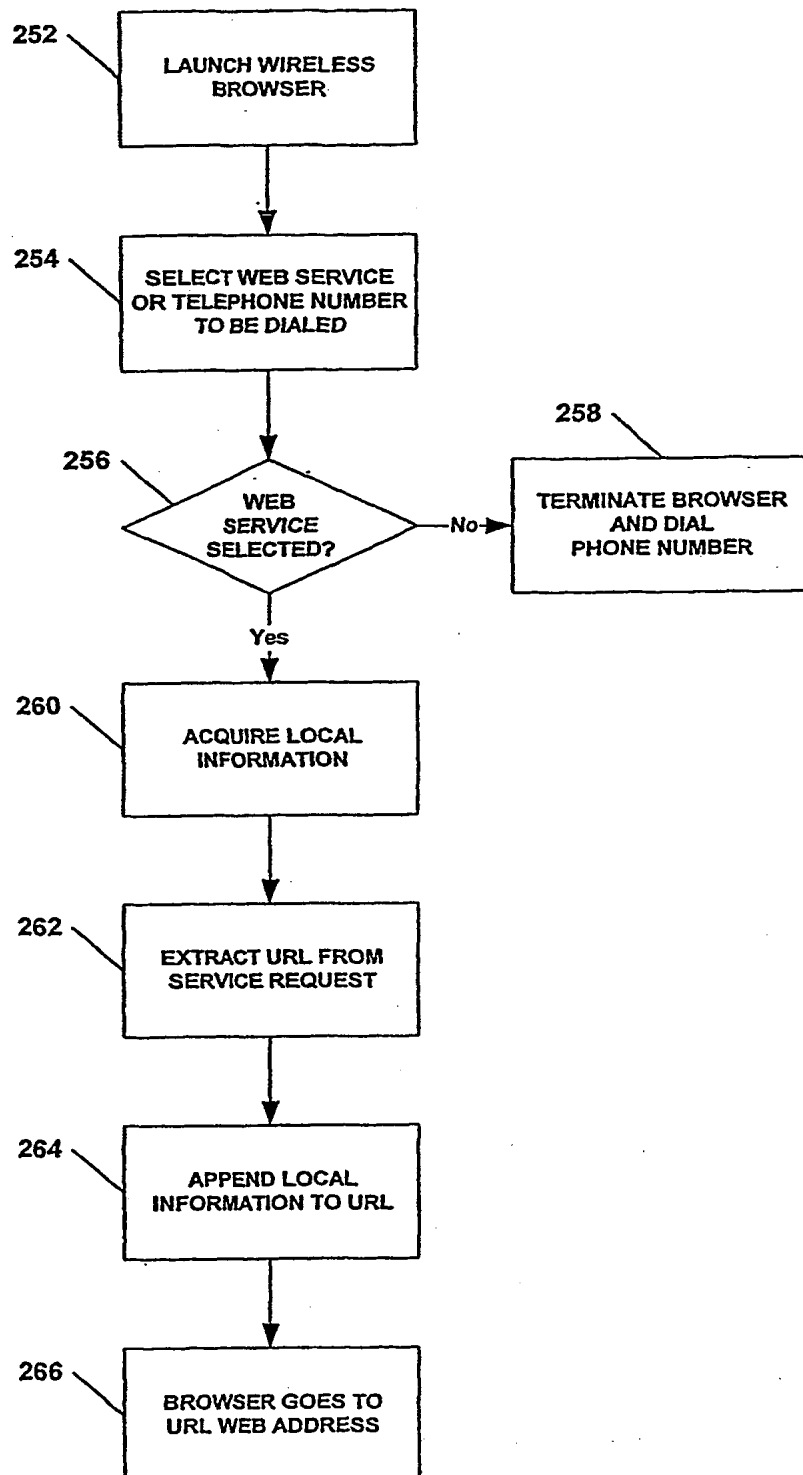 252
LAUNCH WIRELESS
BROWSER
254
SELECT WEB SERVICE
OR TELEPHONE NUMBER
TO BE DIALED
256
WEB
SERVICE
SELECTED?
No
258
TERMINATE BROWSER
AND DIAL
PHONE NUMBER
Yes
260
ACQUIRE LOCAL
INFORMATION
262
EXTRACT URL FROM
SERVICE REQUEST
264
APPEND LOCAL
INFORMATION TO URL
266
BROWSER GOES TO
URL WEB ADDRESS